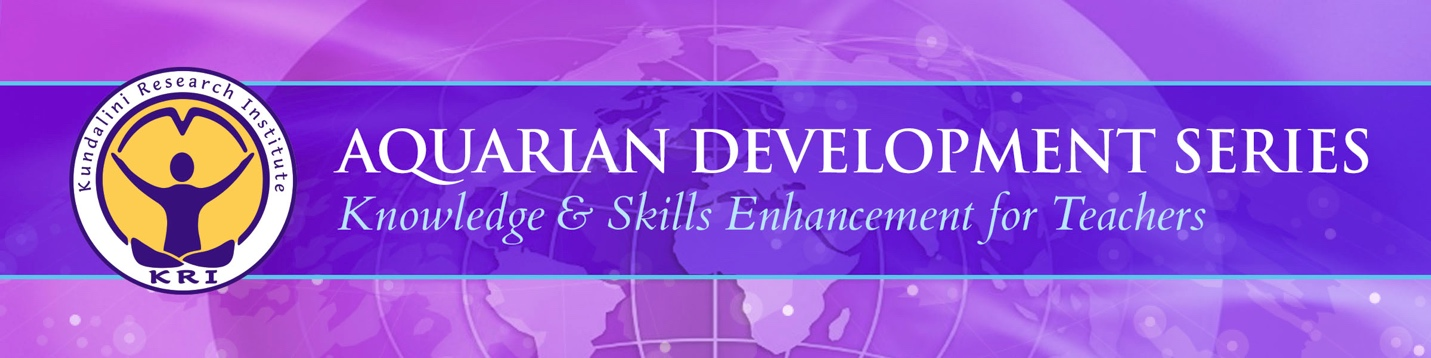 Kundalini Research Institute
KRI
AQUARIAN DEVELOPMENT SERIES
Knowledge & Skills Enhancement for Teachers